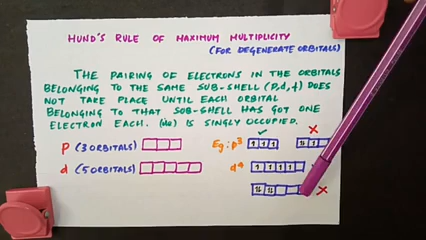 HUND'S RULE OF MAXIMUM MULTIPLICITY
(FOR DEGENERATE ORBITALS)
THE PAIRING OF ELECTRONS IN THE ORBITALS
BELONGING TO THE SAME SUB-SHELL (p,d,f) DOES
NOT TAKE PLACE UNTIL EACH ORBITAL
BELONGING TO THAT SUB-SHELL HAS GOT ONE
ELECTRON EACH. (ie) IS SINGLY OCCUPIED.
p (3 ORBITALS) Eg: p³ ✓ X
d (5 ORBITALS) d⁴
X